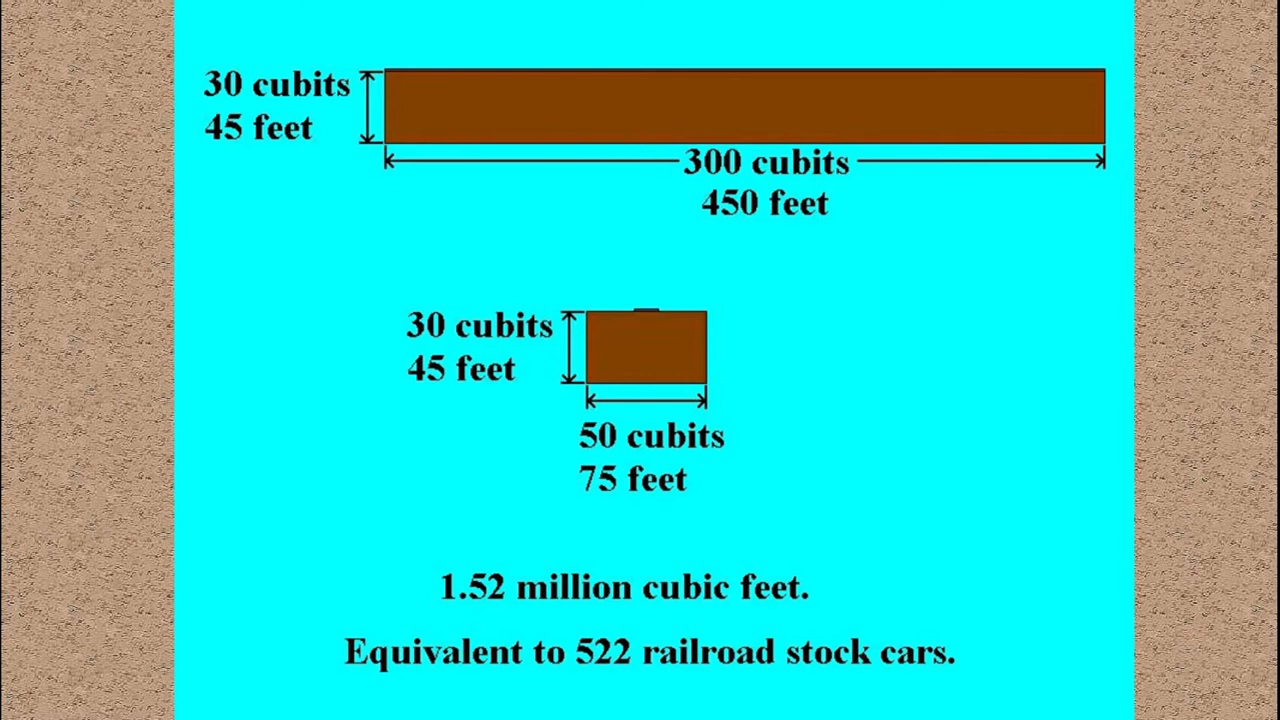 30 cubits
45 feet
300 cubits
450 feet
30 cubits
45 feet
50 cubits
75 feet
1.52 million cubic feet.
Equivalent to 522 railroad stock cars.